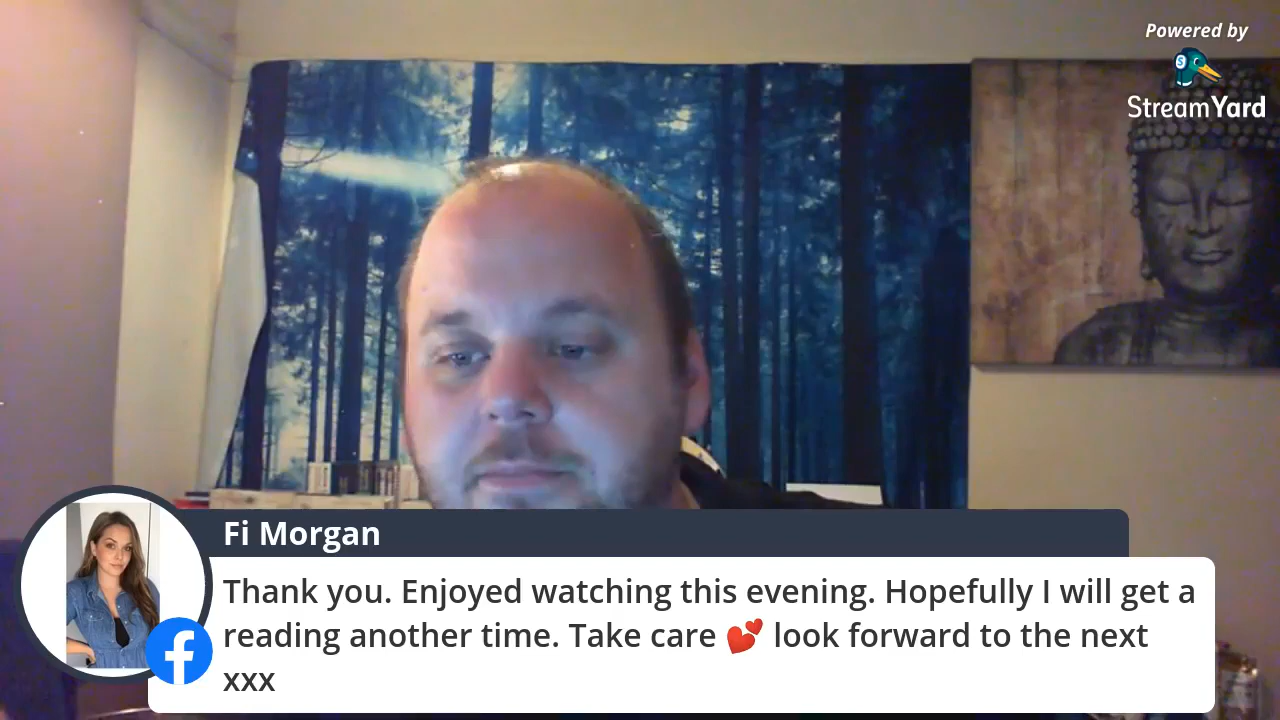 Powered by
StreamYard
Fi Morgan
Thank you. Enjoyed watching this evening. Hopefully I will get a
reading another time. Take care 💕 look forward to the next
xxx